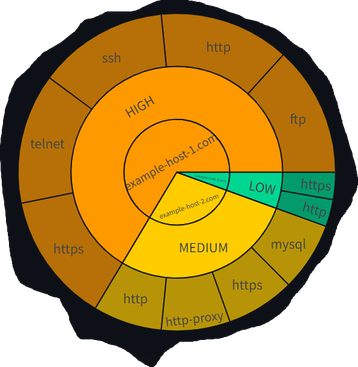 ssh
http
HIGH
ftp
telnet
example-host-1.com
https
LOW
http
example-host-2.com
https
MEDIUM
mysql
http
https
http-proxy